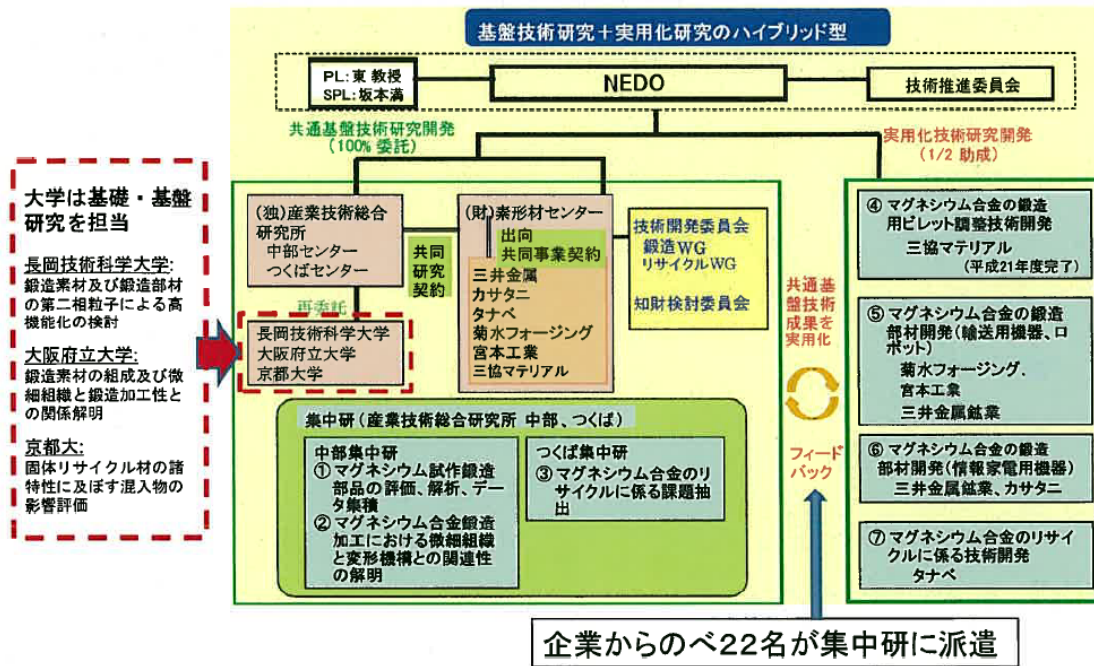 基盤技術研究+実用化研究のハイブリッド型
PL:東 教授
SPL:坂本満
NEDO
技術推進委員会
共通基盤技術研究開発
(100% 委託)
実用化技術研究開発
(1/2 助成)
大学は基礎・基盤
研究を担当
長岡技術科学大学:
鍛造素材及び鍛造部材
の第二相粒子による高
機能化の検討
大阪府立大学:
鍛造素材の組成及び微
細組織と鍛造加工性と
の関係解明
京都大:
固体リサイクル材の諸
特性に及ぼす混入物の
影響評価
(独)産業技術総合
研究所
中部センター
つくばセンター
共同
研究
契約
(財)素形材センター
出向
共同事業契約
三井金属
カサタニ
タナベ
菊水フォージング
宮本工業
三協マテリアル
技術開発委員会
鍛造WG
リサイクルWG
知財検討委員会
再委託
長岡技術科学大学
大阪府立大学
京都大学
集中研(産業技術総合研究所 中部、つくば)
中部集中研
① マグネシウム試作鍛造
部品の評価、解析、デー
タ集積
② マグネシウム合金鍛造
加工における微細組織
と変形機構との関連性
の解明
つくば集中研
③ マグネシウム合金のリ
サイクルに係る課題抽
出
共通基
盤技術
成果を
実用化
フィード
バック
④ マグネシウム合金の鍛造
用ビレット調整技術開発
三協マテリアル
(平成21年度完了)
⑤ マグネシウム合金の鍛造
部材開発(輸送用機器、ロ
ボット)
菊水フォージング、
宮本工業
三井金属鉱業
⑥ マグネシウム合金の鍛造
部材開発(情報家電用機器)
三井金属鉱業、カサタニ
⑦ マグネシウム合金のリサイ
クルに係る技術開発
タナベ
企業からのべ22名が集中研に派遣